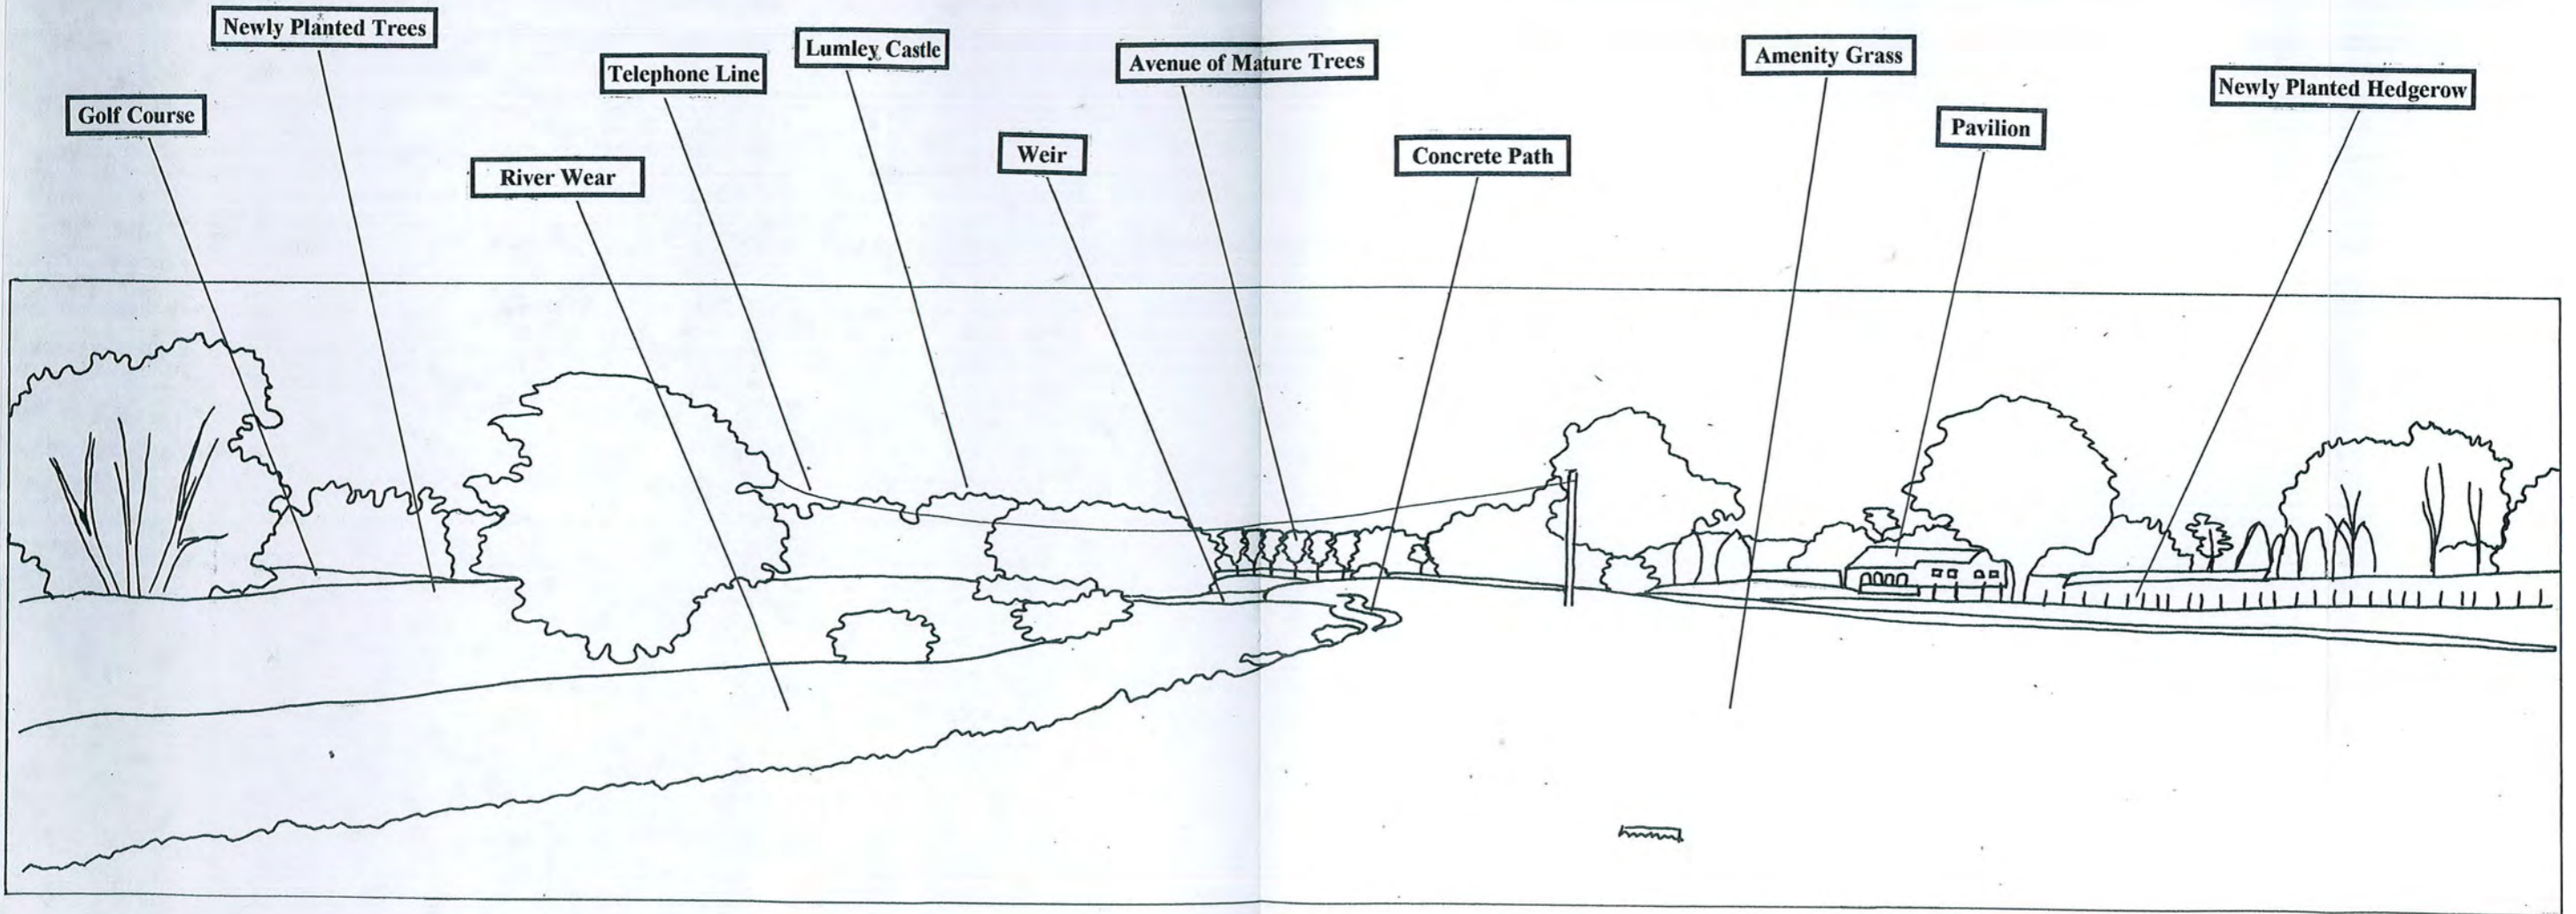 Newly Planted Trees
Lumley Castle
Avenue of Mature Trees
Amenity Grass
Telephone Line
Newly Planted Hedgerow
Golf Course
Pavilion
Weir
Concrete Path
River Wear